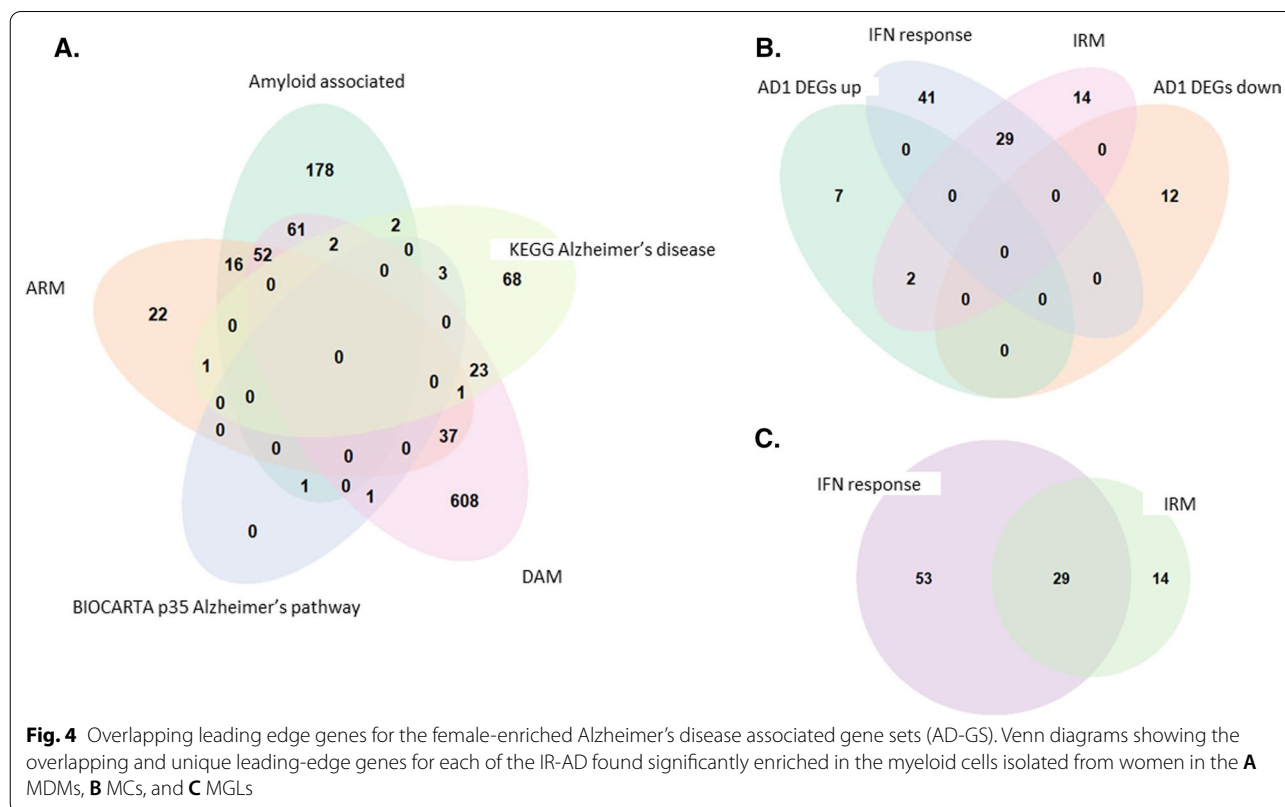 A.
Amyloid associated
178
61
2
2
0
KEGG Alzheimer's disease
16
52
0
3
68
ARM
0
22
0
0
1
0
23
0
1
0
0
0
37
0
0
0
1
0
1
608
0
DAM
BIOCARTA p35 Alzheimer's pathway
B.
IFN response
IRM
AD1 DEGs up
AD1 DEGs down
41
14
29
0
0
7
0
0
12
0
2
0
0
0
0
C.
IFN response
IRM
53
29
14
Fig. 4 Overlapping leading edge genes for the female-enriched Alzheimer's disease associated gene sets (AD-GS). Venn diagrams showing the
overlapping and unique leading-edge genes for each of the IR-AD found significantly enriched in the myeloid cells isolated from women in the A
MDMs, B MCs, and C MGLs